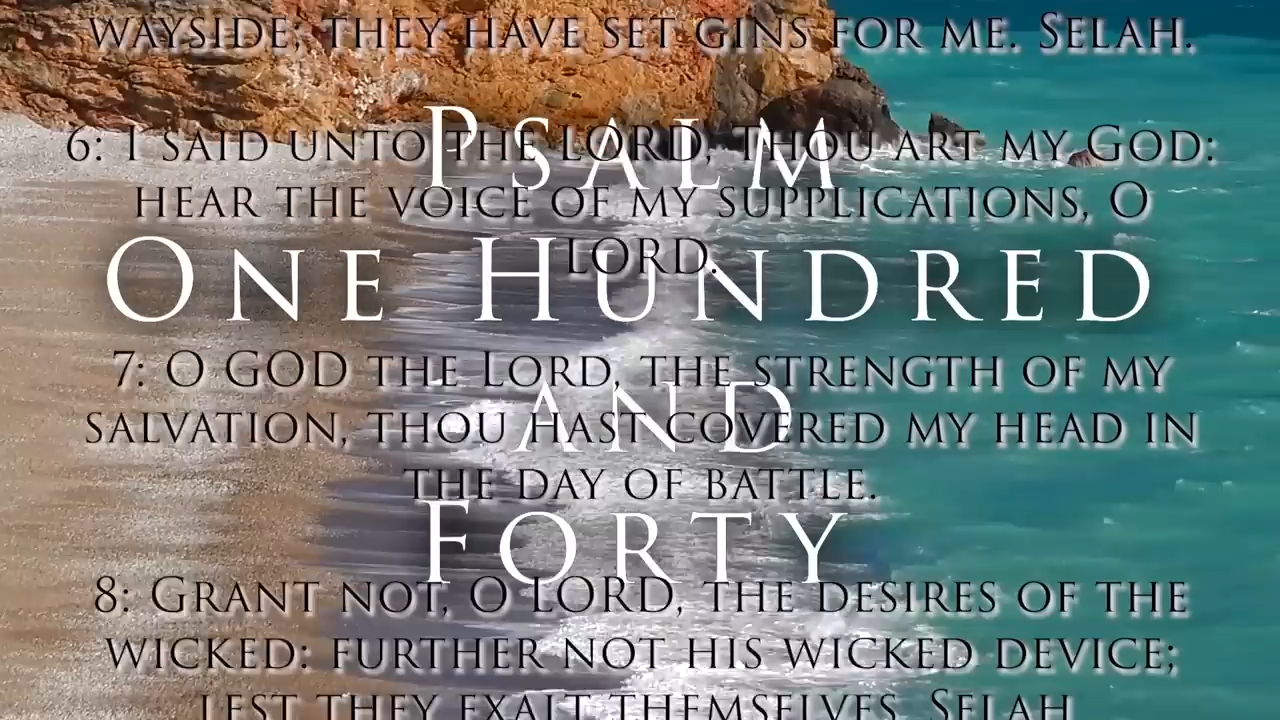 WAYSIDE; THEY HAVE SET GINS FOR ME. SELAH.
PSALM
6: I SAID UNTO THE LORD, THOU ART MY GOD:
HEAR THE VOICE OF MY SUPPLICATIONS, O
LORD.
ONE HUNDRED
7: O GOD THE LORD, THE STRENGTH OF MY
AND
SALVATION, THOU HAST COVERED MY HEAD IN
THE DAY OF BATTLE.
FORTY
8: GRANT NOT, O LORD, THE DESIRES OF THE
WICKED: FURTHER NOT HIS WICKED DEVICE;
LEST THEY EXALT THEMSELVES. SELAH